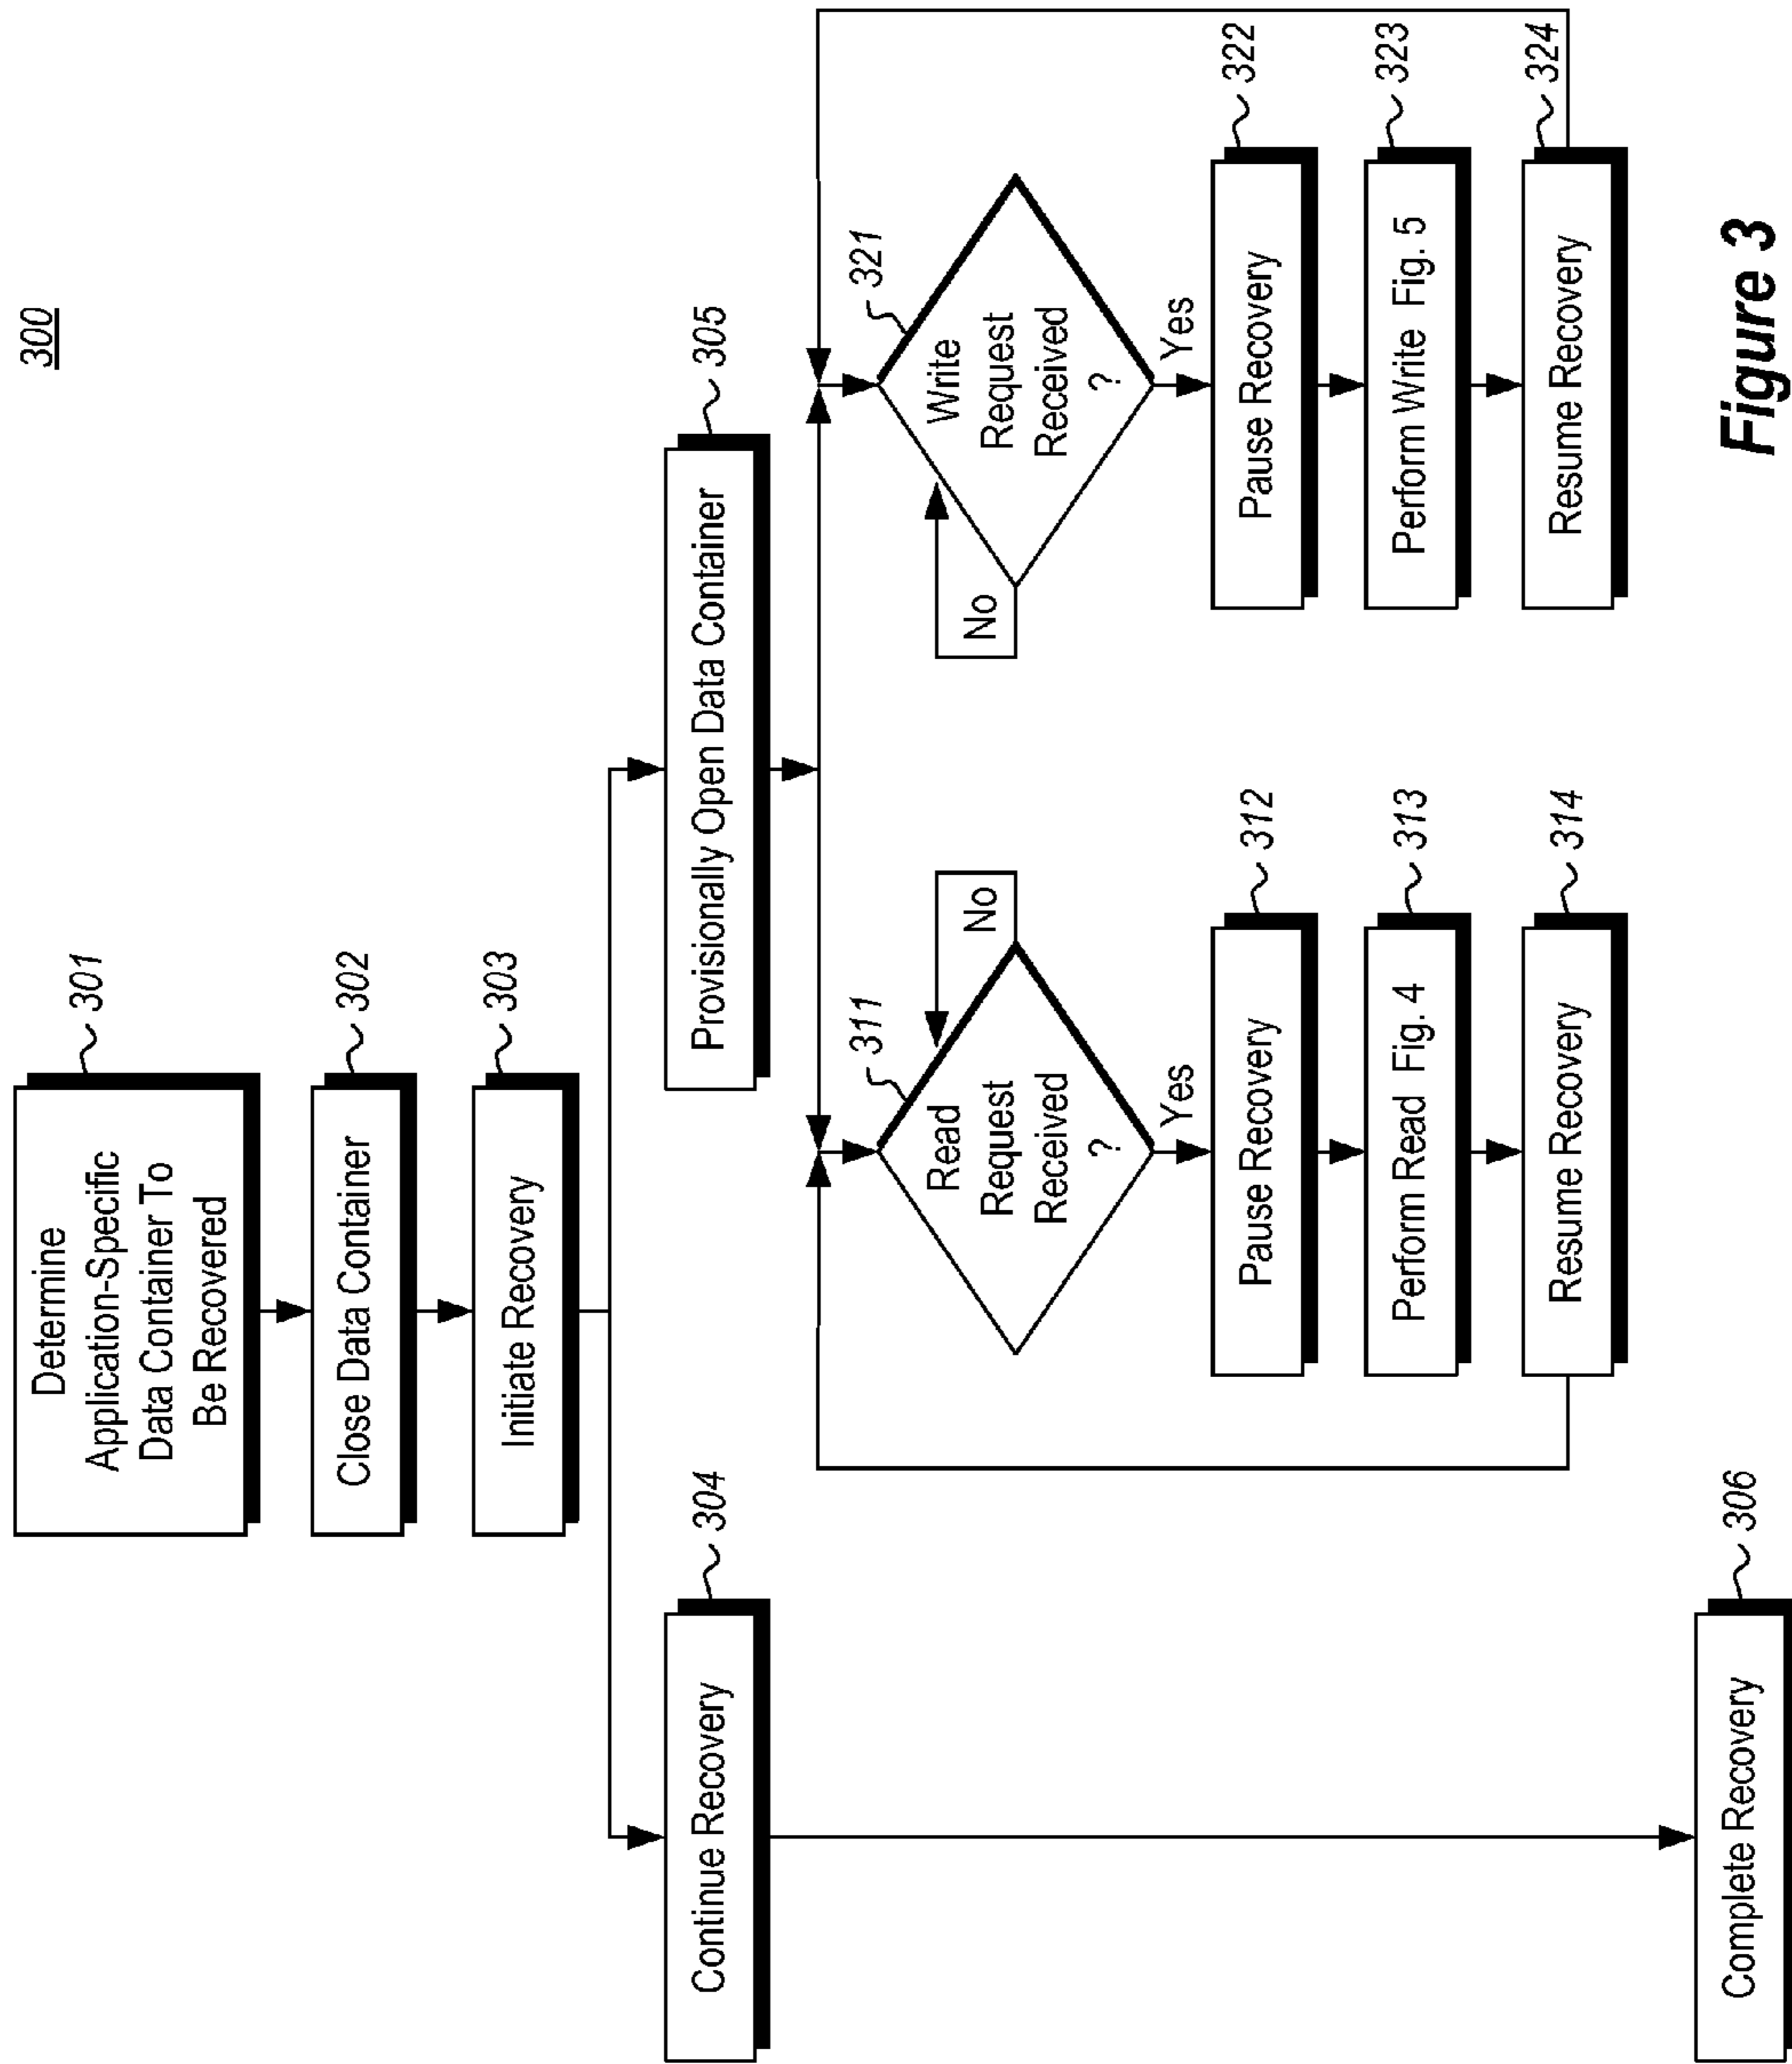 300
Determine
Application-Specific
Data Container To
Be Recovered
301
Close Data Container
302
Initiate Recovery
303
Continue Recovery
304
Provisionally Open Data Container
305
Read
Request
Received
?
311
No
Yes
Pause Recovery
312
Perform Read Fig. 4
313
Resume Recovery
314
Write
Request
Received
?
321
No
Yes
Pause Recovery
322
Perform Write Fig. 5
323
Resume Recovery
324
Complete Recovery
306
Figure 3